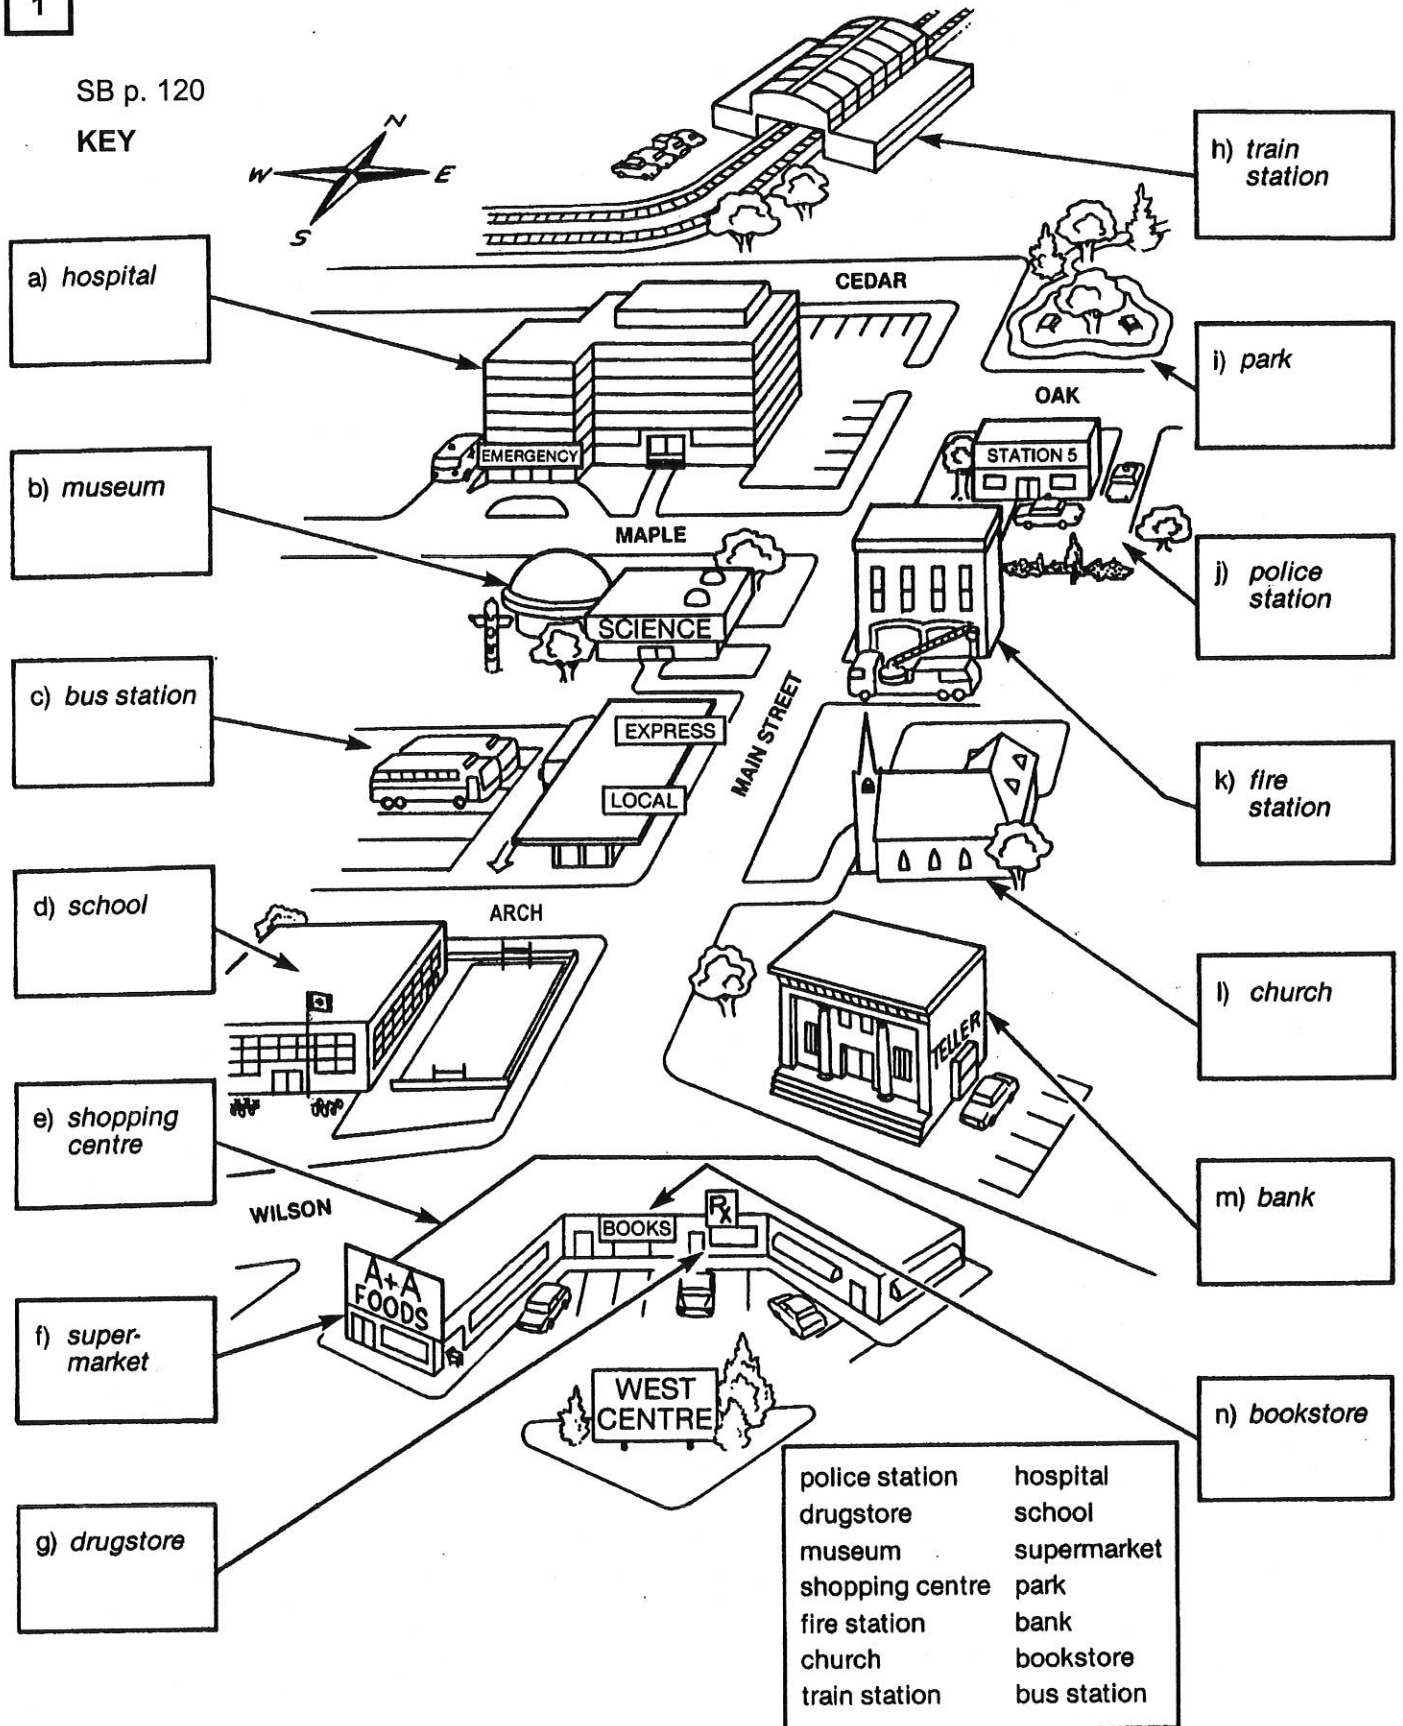 1
SB p. 120
KEY
N
W
E
S
a) hospital
b) museum
c) bus station
d) school
e) shopping
centre
f) super-
market
g) drugstore
CEDAR
OAK
EMERGENCY
STATION 5
MAPLE
SCIENCE
EXPRESS
LOCAL
MAIN STREET
ARCH
TELLER
WILSON
BOOKS
Rx
A+A
FOODS
WEST
CENTRE
h) train
station
i) park
j) police
station
k) fire
station
l) church
m) bank
n) bookstore
police station hospital
drugstore school
museum supermarket
shopping centre park
fire station bank
church bookstore
train station bus station